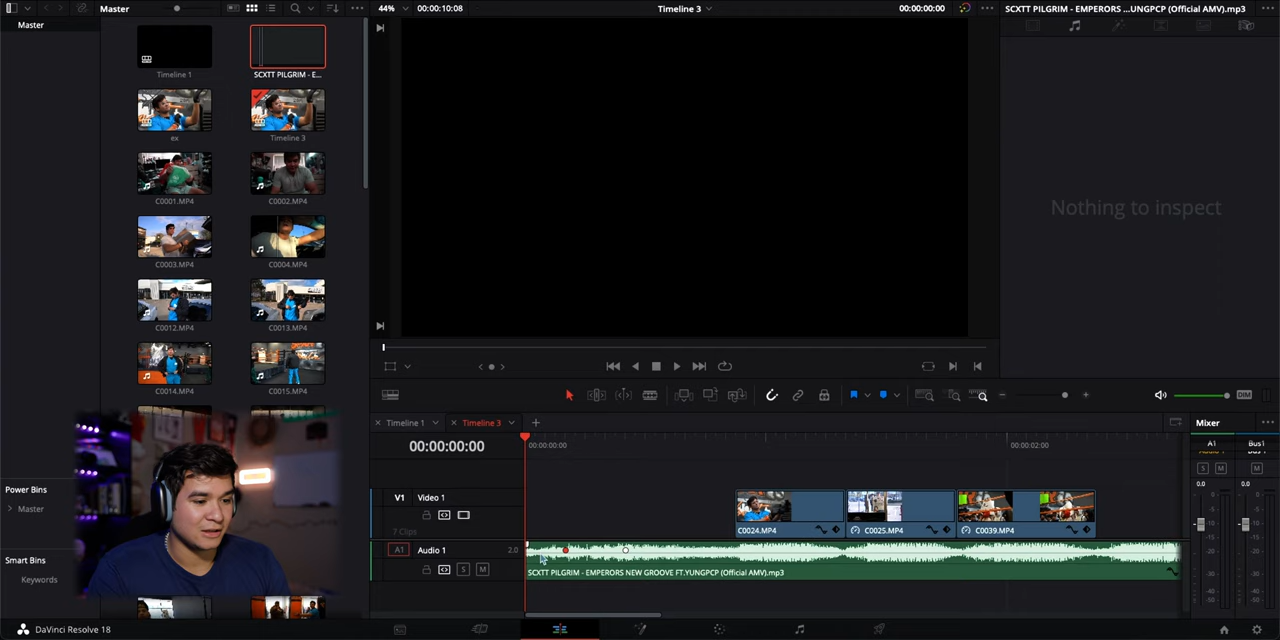 Master
44%
00:00:10:08
Timeline 3
00:00:00:00
SCXTT PILGRIM - EMPERORS ...UNGPCP (Official AMV).mp3
Master
Timeline 1
SCXTT PILGRIM - E...
ex
Timeline 3
C0001.MP4
C0002.MP4
C0003.MP4
C0004.MP4
C0012.MP4
C0013.MP4
C0014.MP4
C0015.MP4
Nothing to inspect
DIM
Timeline 1
Timeline 3
Mixer
00:00:00:00
00:00:00:00
00:00:02:00
A1
Bus1
Audio 1
Bus1
S
M
M
0.0
0.0
V1
Video 1
7 Clips
C0024.MP4
C0025.MP4
C0039.MP4
A1
Audio 1
2.0
S
M
SCXTT PILGRIM - EMPERORS NEW GROOVE FT.YUNGPCP (Official AMV).mp3
Power Bins
Master
Smart Bins
Keywords
DaVinci Resolve 18